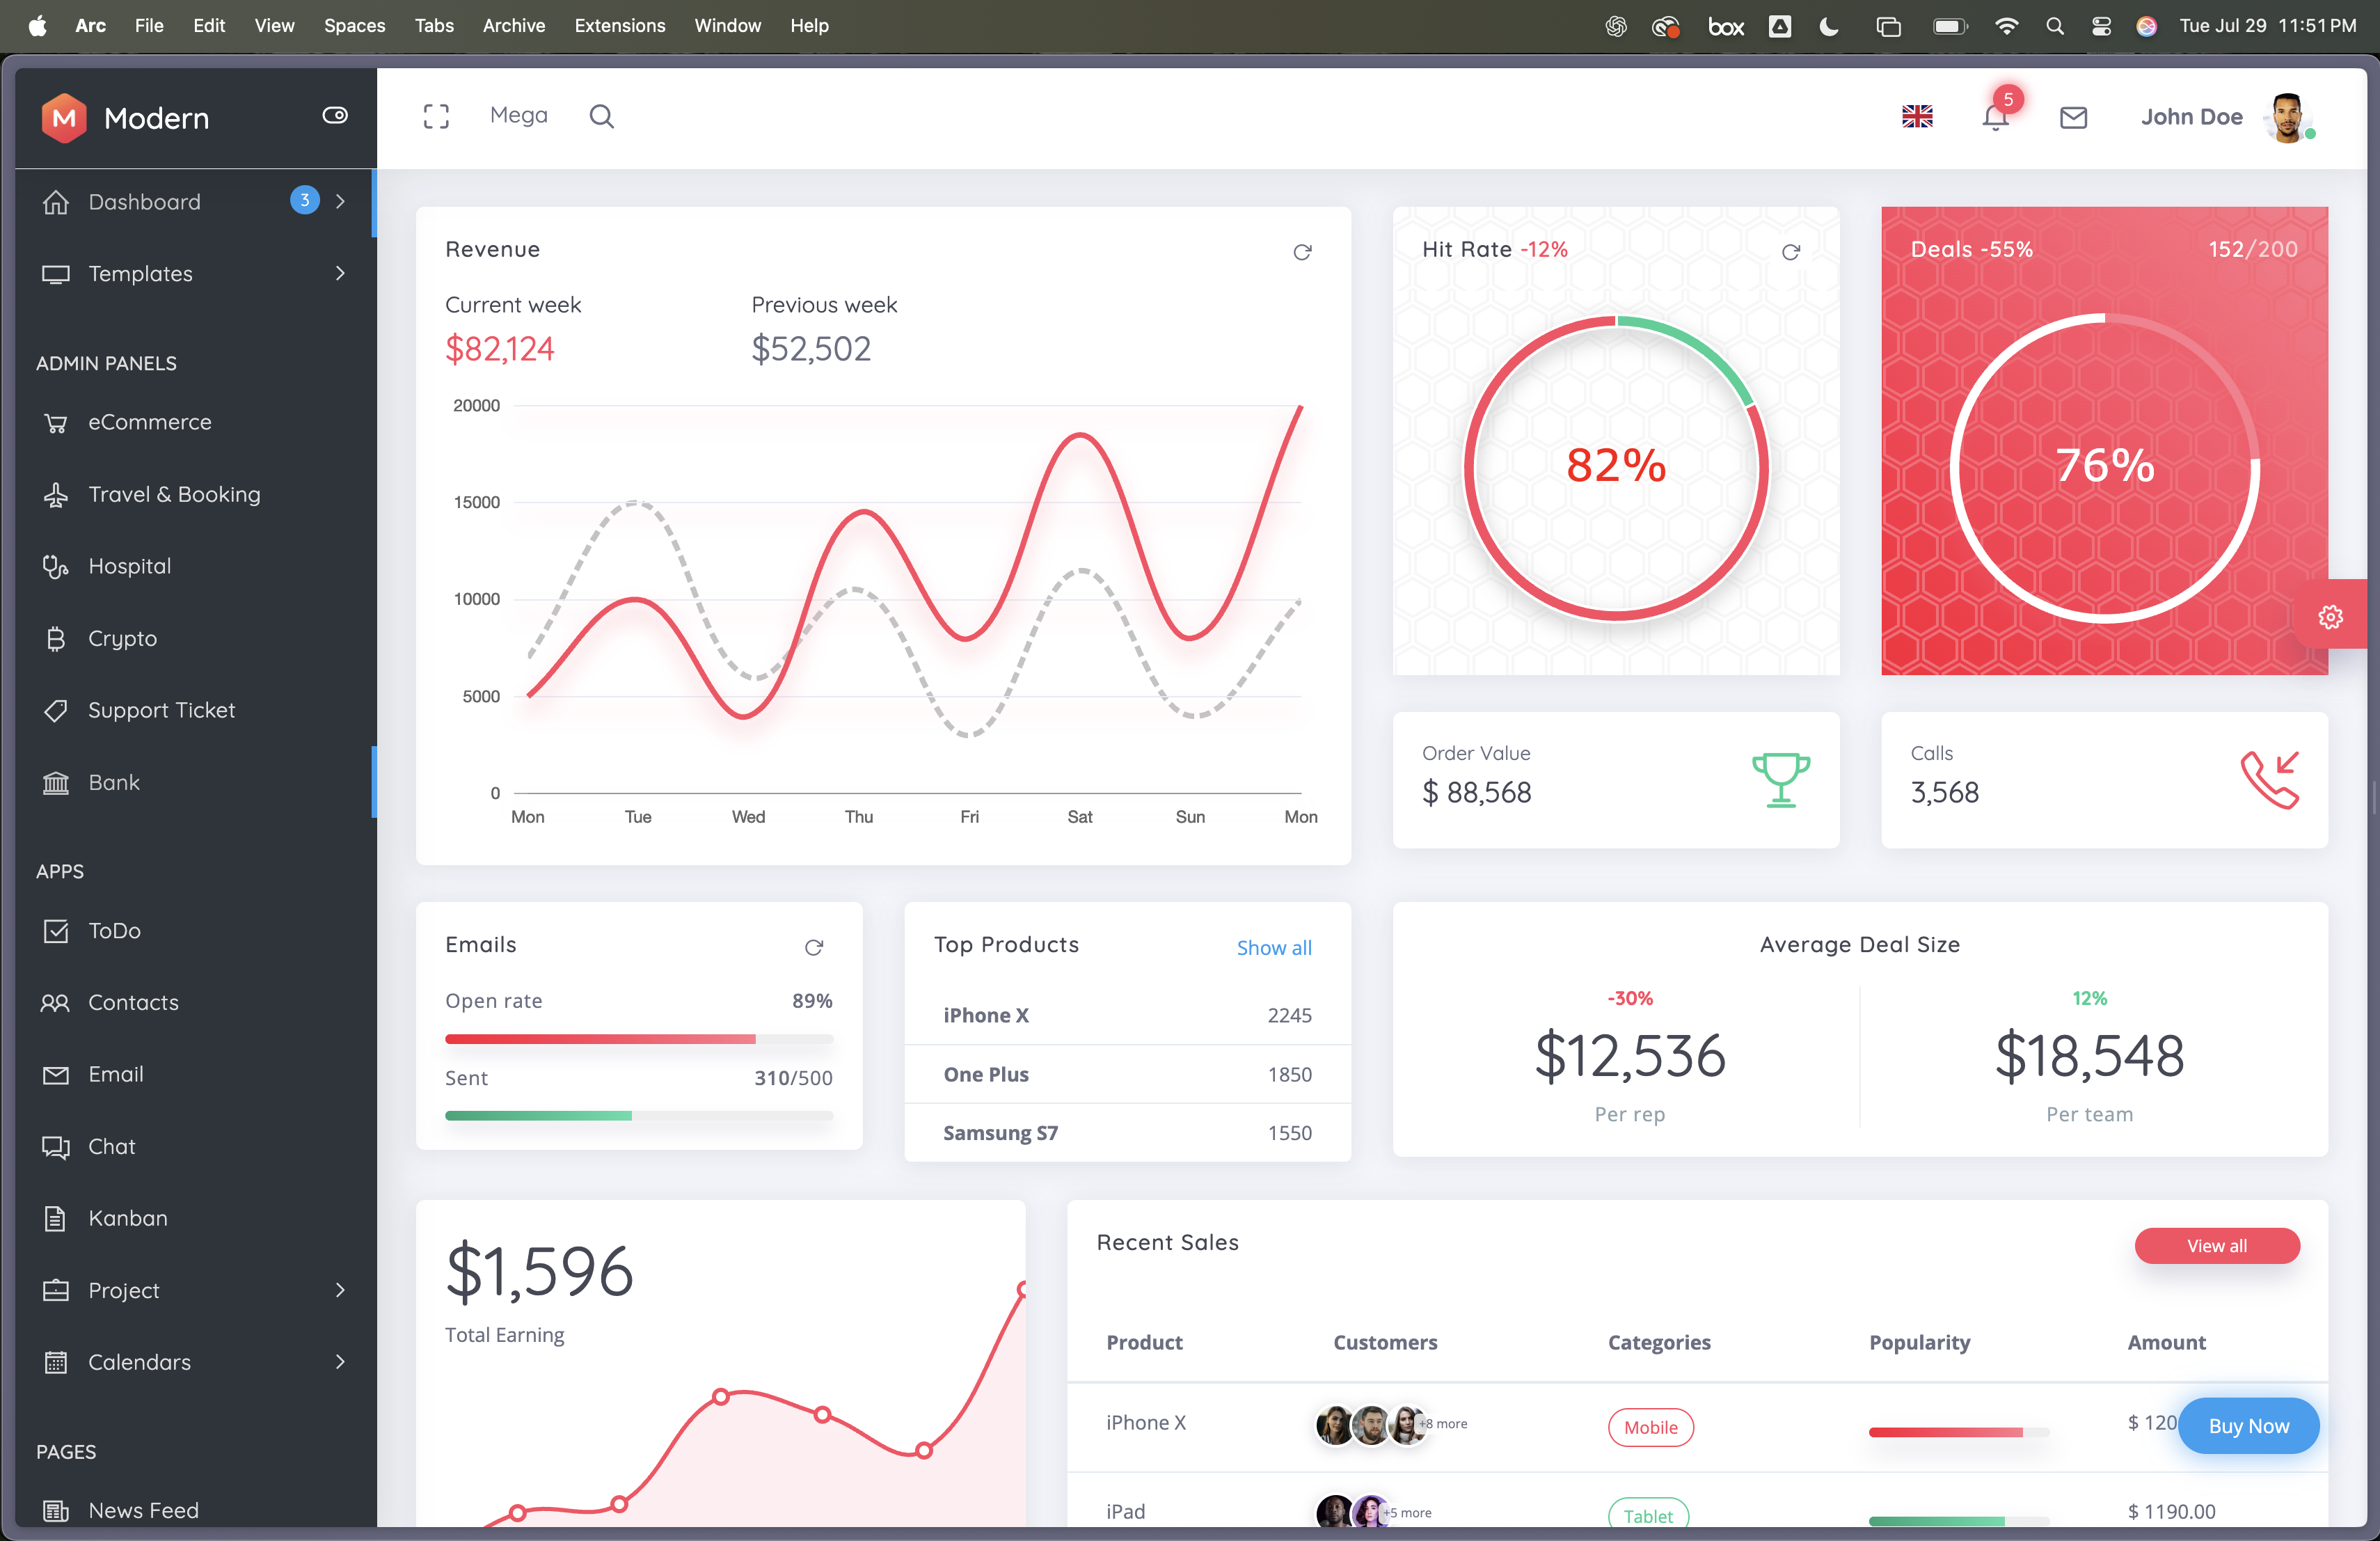 Arc File Edit View Spaces Tabs Archive Extensions Window Help
box
Tue Jul 29 11:51 PM
M Modern
Mega
5
John Doe
Dashboard 3
Templates
ADMIN PANELS
eCommerce
Travel & Booking
Hospital
Crypto
Support Ticket
Bank
APPS
ToDo
Contacts
Email
Chat
Kanban
Project
Calendars
PAGES
News Feed
Revenue
Current week
$82,124
Previous week
$52,502
20000
15000
10000
5000
0
Mon Tue Wed Thu Fri Sat Sun Mon
Hit Rate -12%
82%
Deals -55% 152/200
76%
Order Value
$ 88,568
Calls
3,568
Emails
Open rate 89%
Sent 310/500
Top Products Show all
iPhone X 2245
One Plus 1850
Samsung S7 1550
Average Deal Size
-30%
$12,536
Per rep
12%
$18,548
Per team
$1,596
Total Earning
Recent Sales View all
Product Customers Categories Popularity Amount
iPhone X +8 more Mobile $ 120
Buy Now
iPad +5 more Tablet $ 1190.00